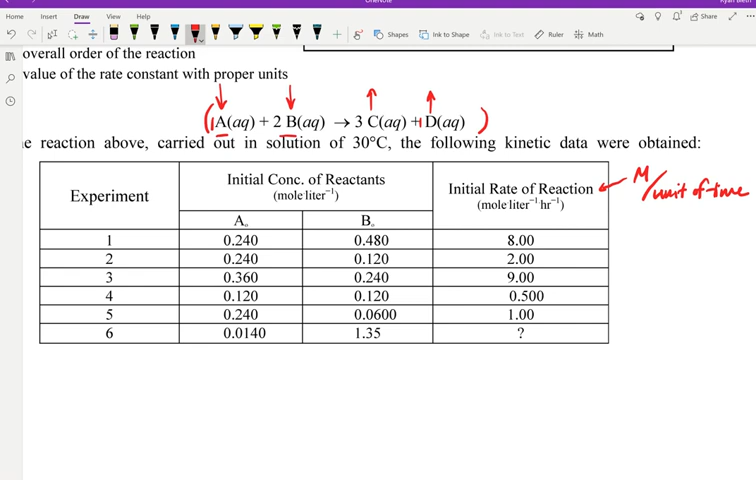 OneNote
Ryan
Home Insert Draw View Share
Shapes Ink to Shape Ink to Text Ruler Math
overall order of the reaction
value of the rate constant with proper units
(1A(aq) + 2 B(aq) → 3 C(aq) + 1D(aq) )
e reaction above, carried out in solution of 30°C, the following kinetic data were obtained:
Experiment Initial Conc. of Reactants (mole liter⁻¹) Initial Rate of Reaction (mole liter⁻¹ hr⁻¹) M/unit of time
A₀ B₀
1 0.240 0.480 8.00
2 0.240 0.120 2.00
3 0.360 0.240 9.00
4 0.120 0.120 0.500
5 0.240 0.0600 1.00
6 0.0140 1.35 ?